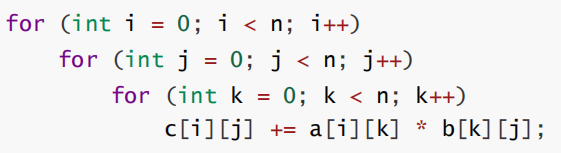 for (int i = 0; i < n; i++)
    for (int j = 0; j < n; j++)
        for (int k = 0; k < n; k++)
            c[i][j] += a[i][k] * b[k][j];